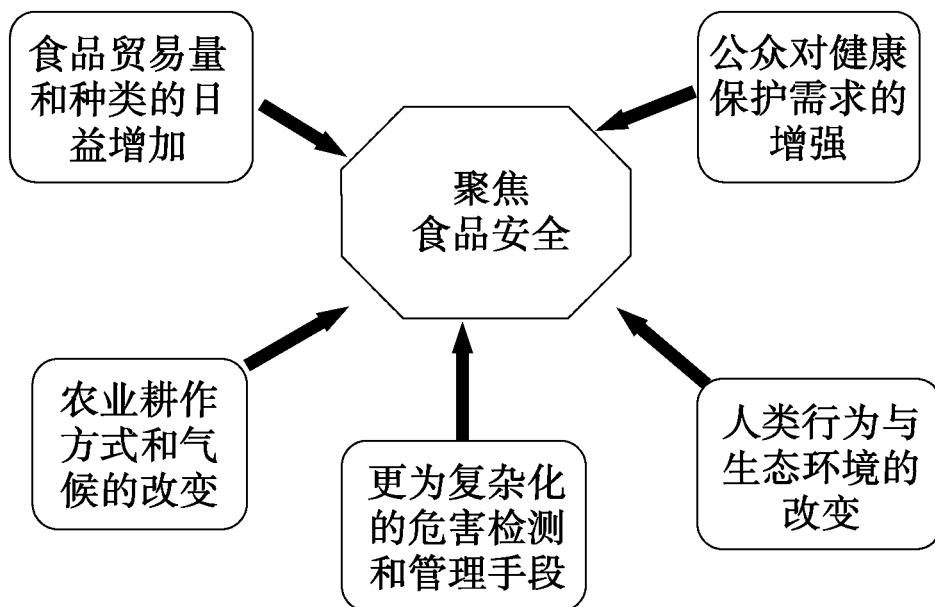 食品贸易量
和种类的日
益增加
公众对健康
保护需求的
增强
聚焦
食品安全
农业耕作
方式和气
候的改变
更为复杂化
的危害检测
和管理手段
人类行为与
生态环境的
改变